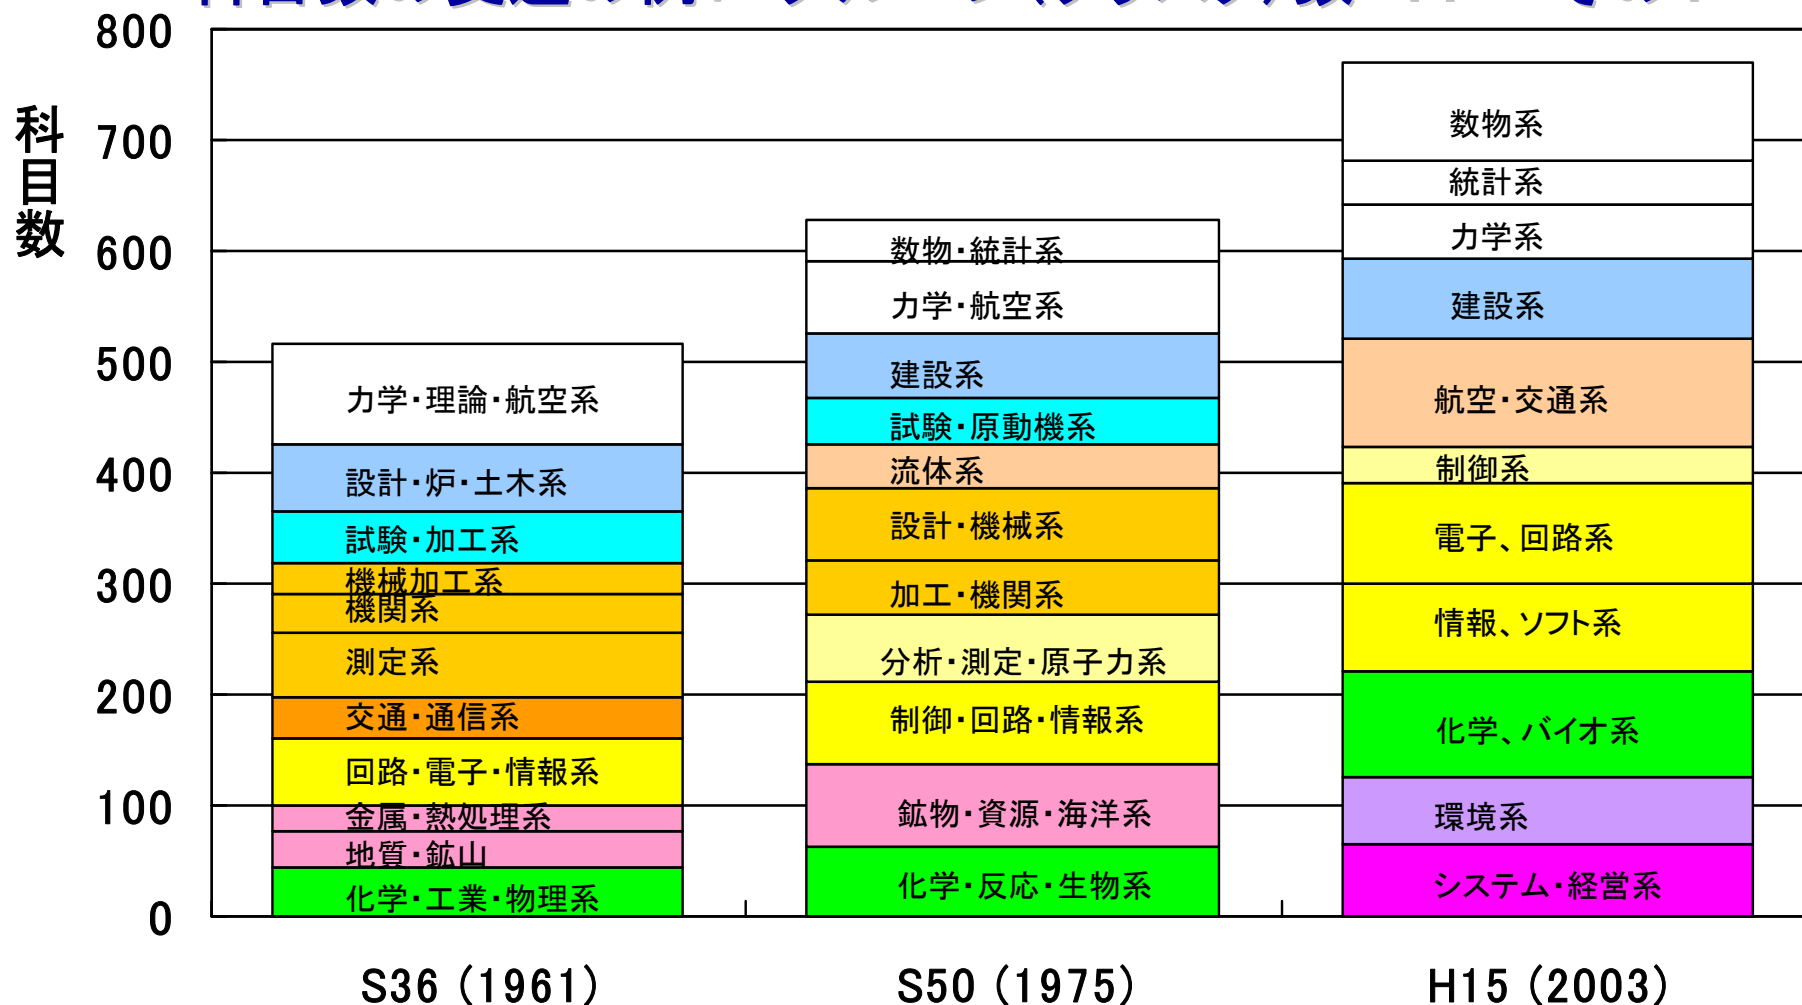 800
700
600
500
400
300
200
100
0
科目数
力学・理論・航空系
設計・炉・土木系
試験・加工系
機械加工系
機関系
測定系
交通・通信系
回路・電子・情報系
金属・熱処理系
地質・鉱山
化学・工業・物理系
数物・統計系
力学・航空系
建設系
試験・原動機系
流体系
設計・機械系
加工・機関系
分析・測定・原子力系
制御・回路・情報系
鉱物・資源・海洋系
化学・反応・生物系
数物系
統計系
力学系
建設系
航空・交通系
制御系
電子、回路系
情報、ソフト系
化学、バイオ系
環境系
システム・経営系
S36 (1961)
S50 (1975)
H15 (2003)